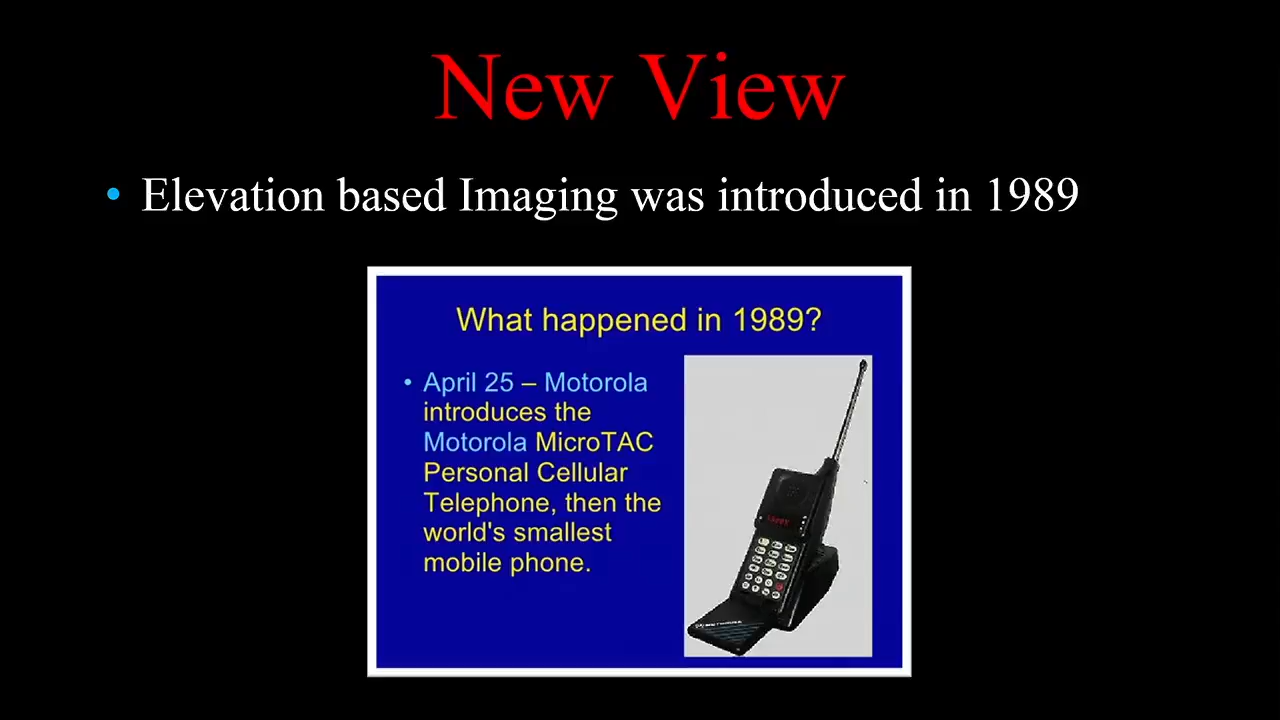 New View
• Elevation based Imaging was introduced in 1989
What happened in 1989?
• April 25 – Motorola
introduces the
Motorola MicroTAC
Personal Cellular
Telephone, then the
world's smallest
mobile phone.
MOTOROLA